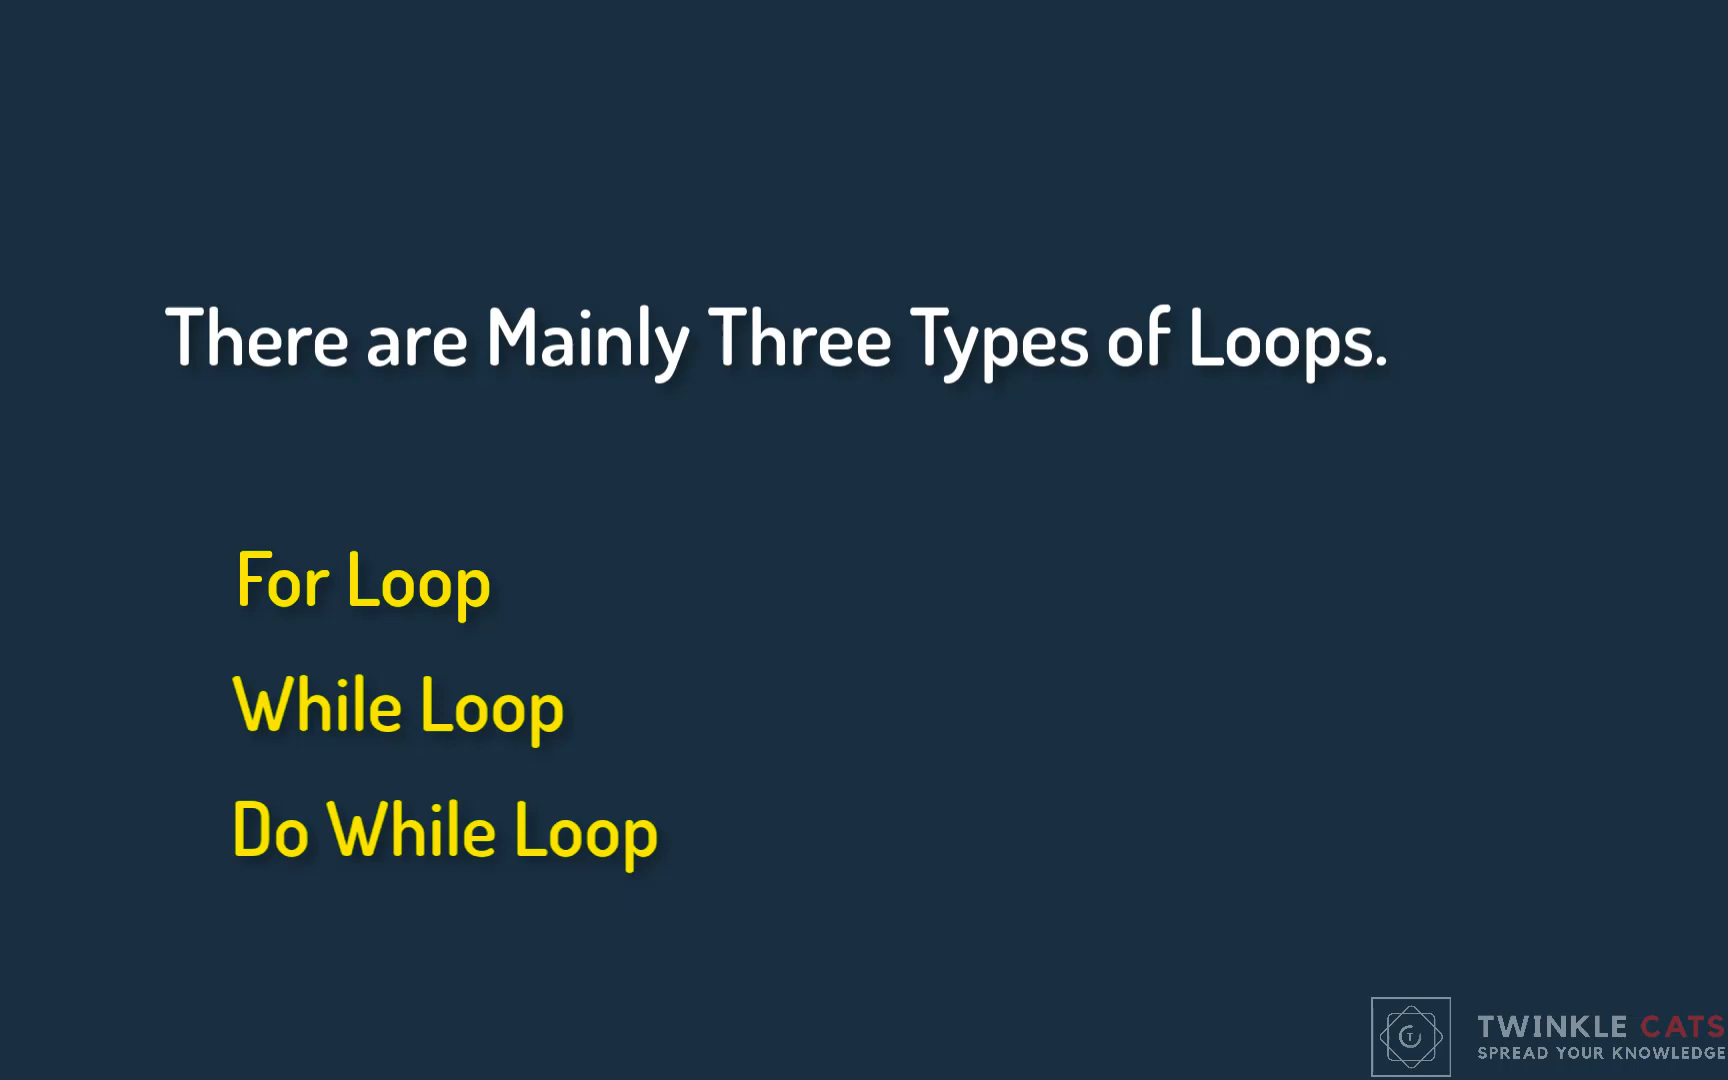 There are Mainly Three Types of Loops.
For Loop
While Loop
Do While Loop
TWINKLE CATS
SPREAD YOUR KNOWLEDGE